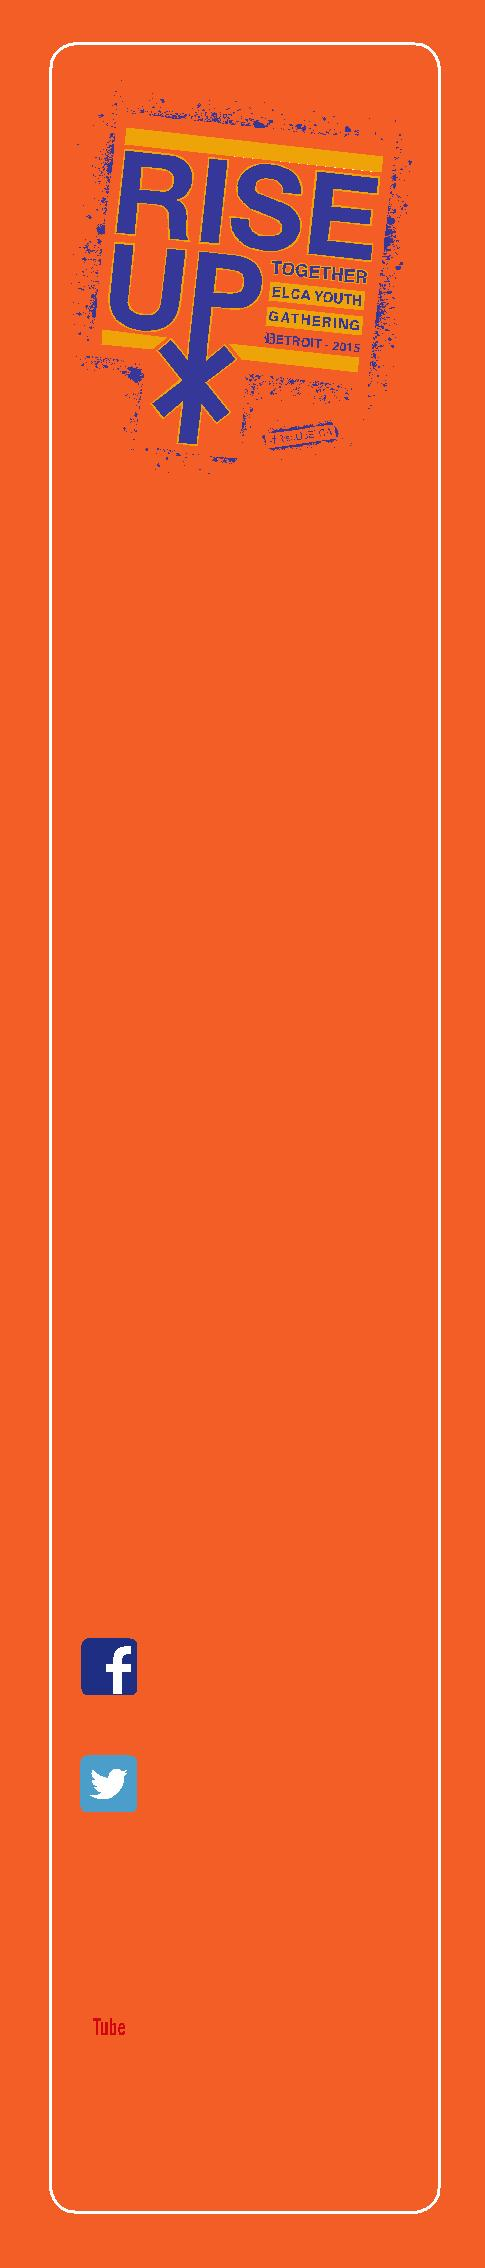 RISE
UP
TOGETHER
ELCA YOUTH
GATHERING
DETROIT - 2015
f
Tube